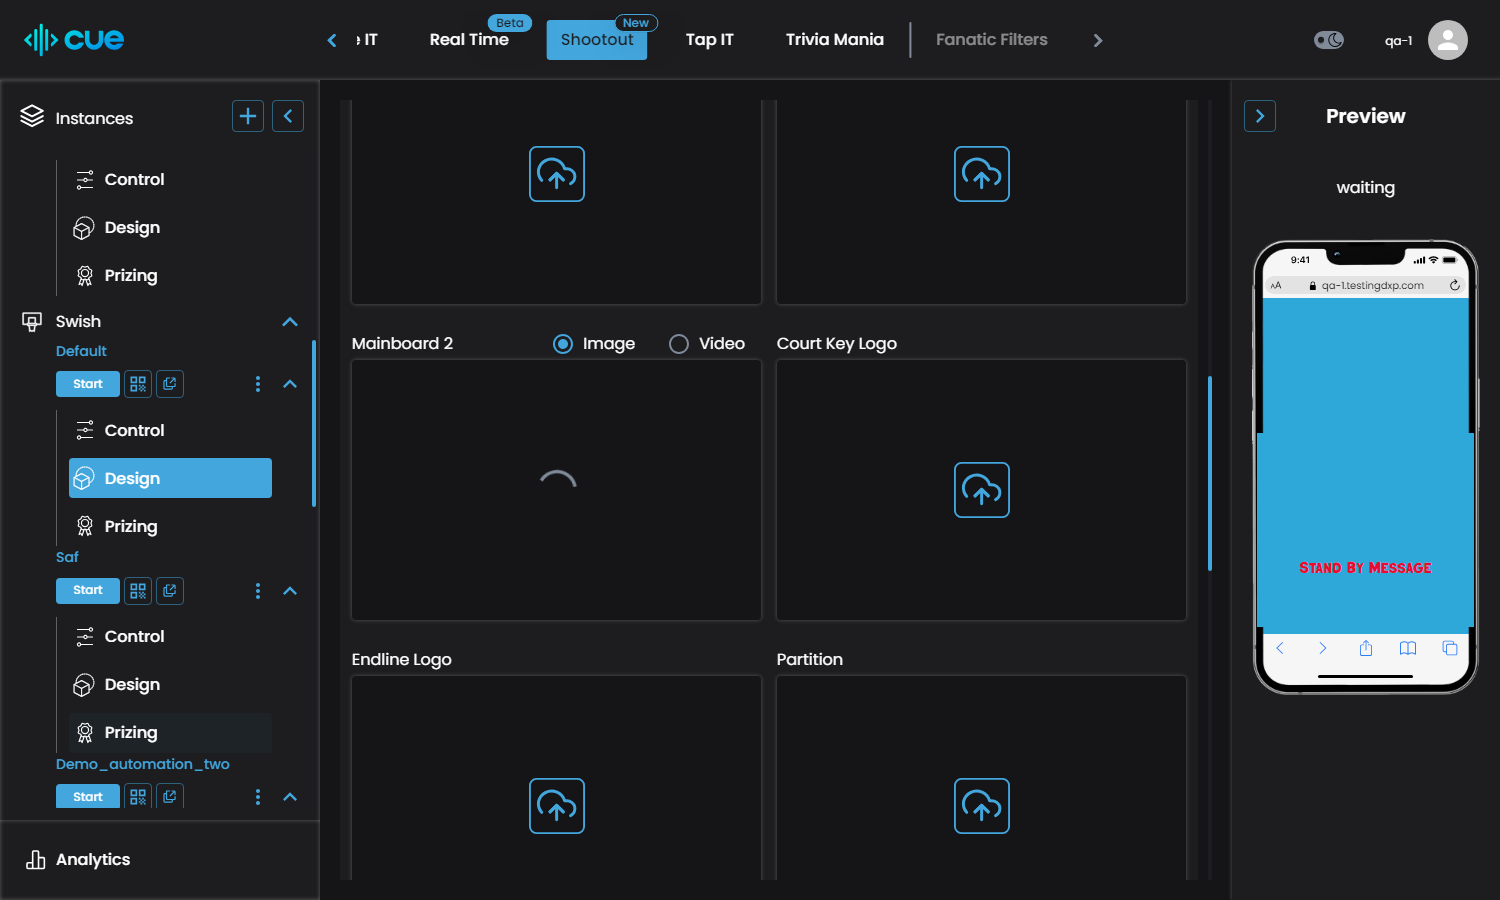 cue
e IT
Real Time
Beta
Shootout
New
Tap IT
Trivia Mania
Fanatic Filters
qa-1
Instances
Control
Design
Prizing
Swish
Default
Start
Control
Design
Prizing
Saf
Start
Control
Design
Prizing
Demo_automation_two
Start
Analytics
Mainboard 2
Image
Video
Court Key Logo
Endline Logo
Partition
Preview
waiting
9:41
AA
qa-1.testingdxp.com
Stand By Message